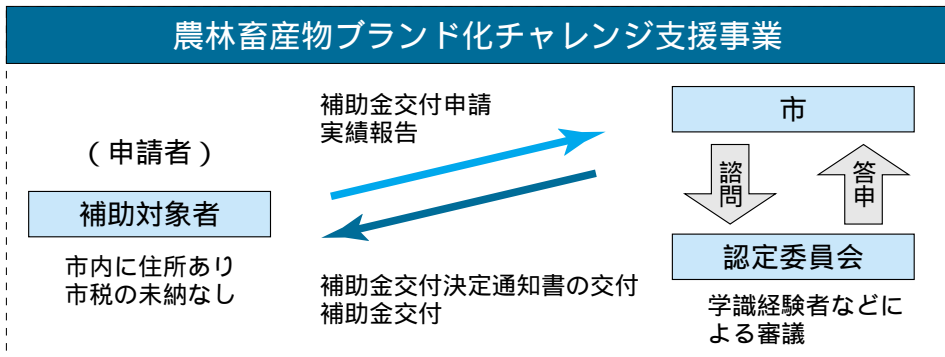 農林畜産物ブランド化チャレンジ支援事業
補助金交付申請
実績報告
市
(申請者)
諮問
答申
補助対象者
認定委員会
市内に住所あり
市税の未納なし
補助金交付決定通知書の交付
補助金交付
学識経験者などに
よる審議